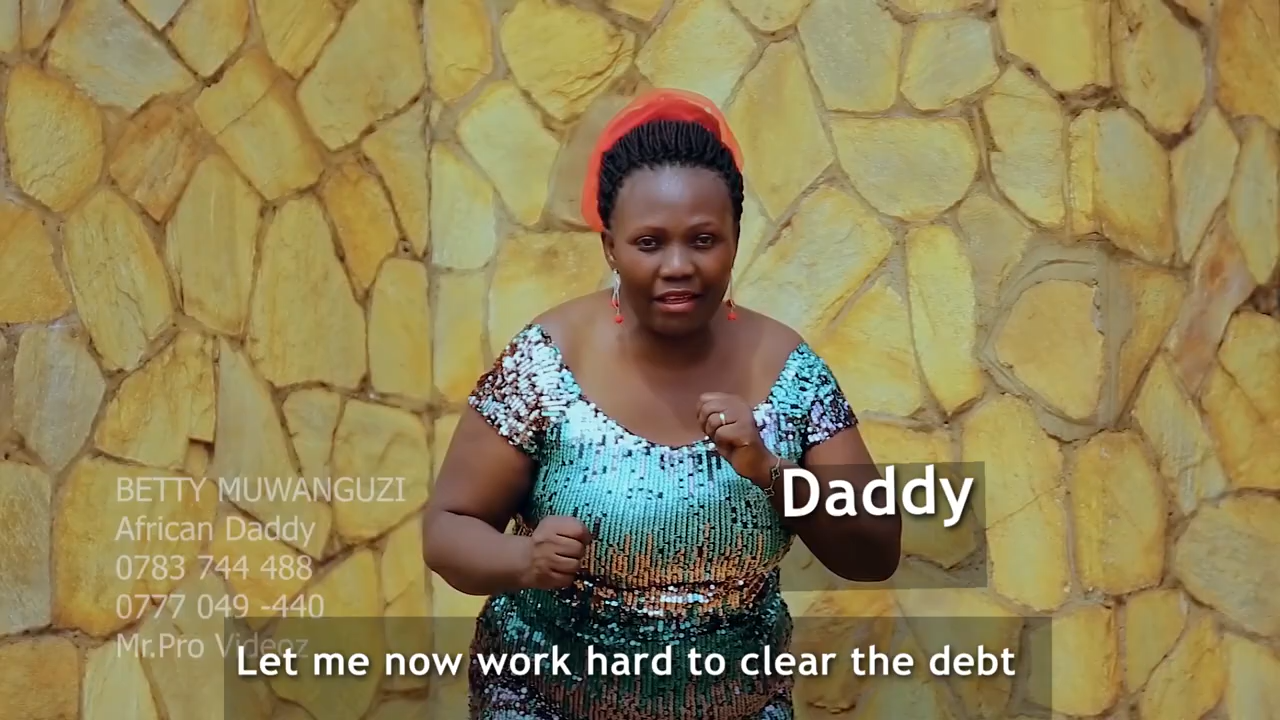 BETTY MUWANGUZI
African Daddy
0783 744 488
0777 049 -440
Mr.Pro Videoz
Daddy
Let me now work hard to clear the debt